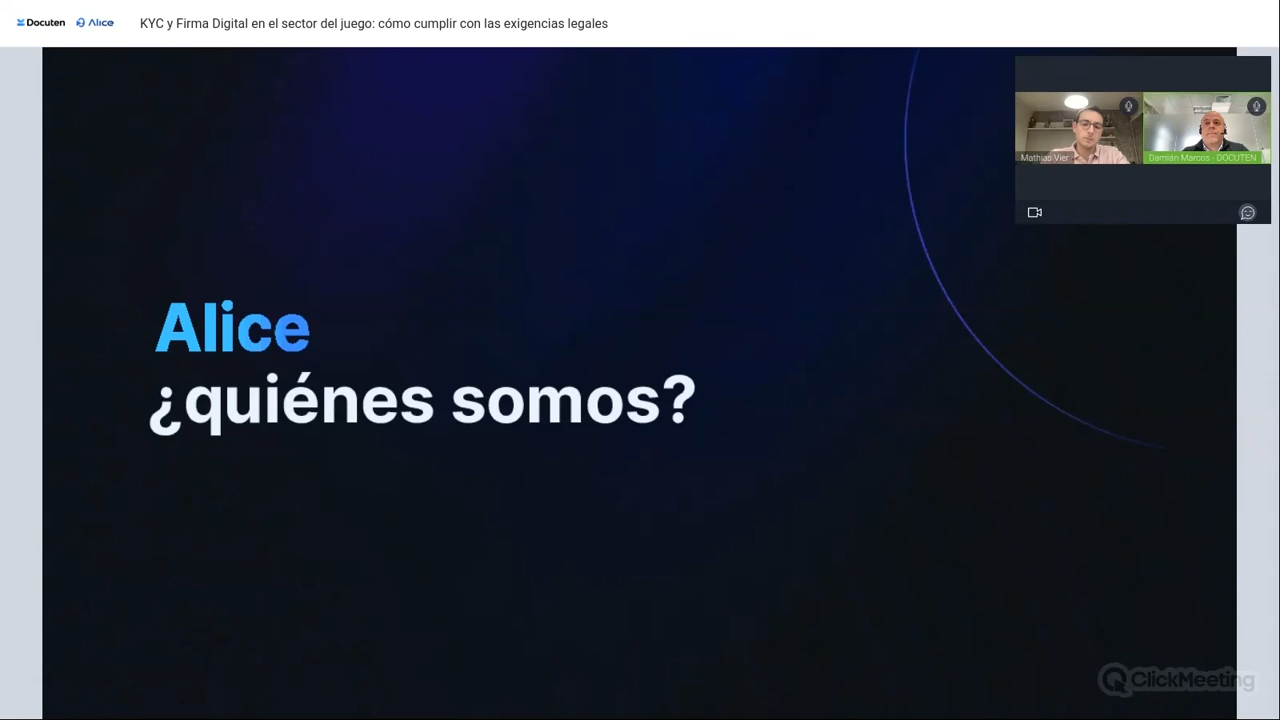 Docuten Alice KYC y Firma Digital en el sector del juego: cómo cumplir con las exigencias legales
Mathias Vier
Damián Marcos - DOCUTEN
Alice
¿quiénes somos?
ClickMeeting